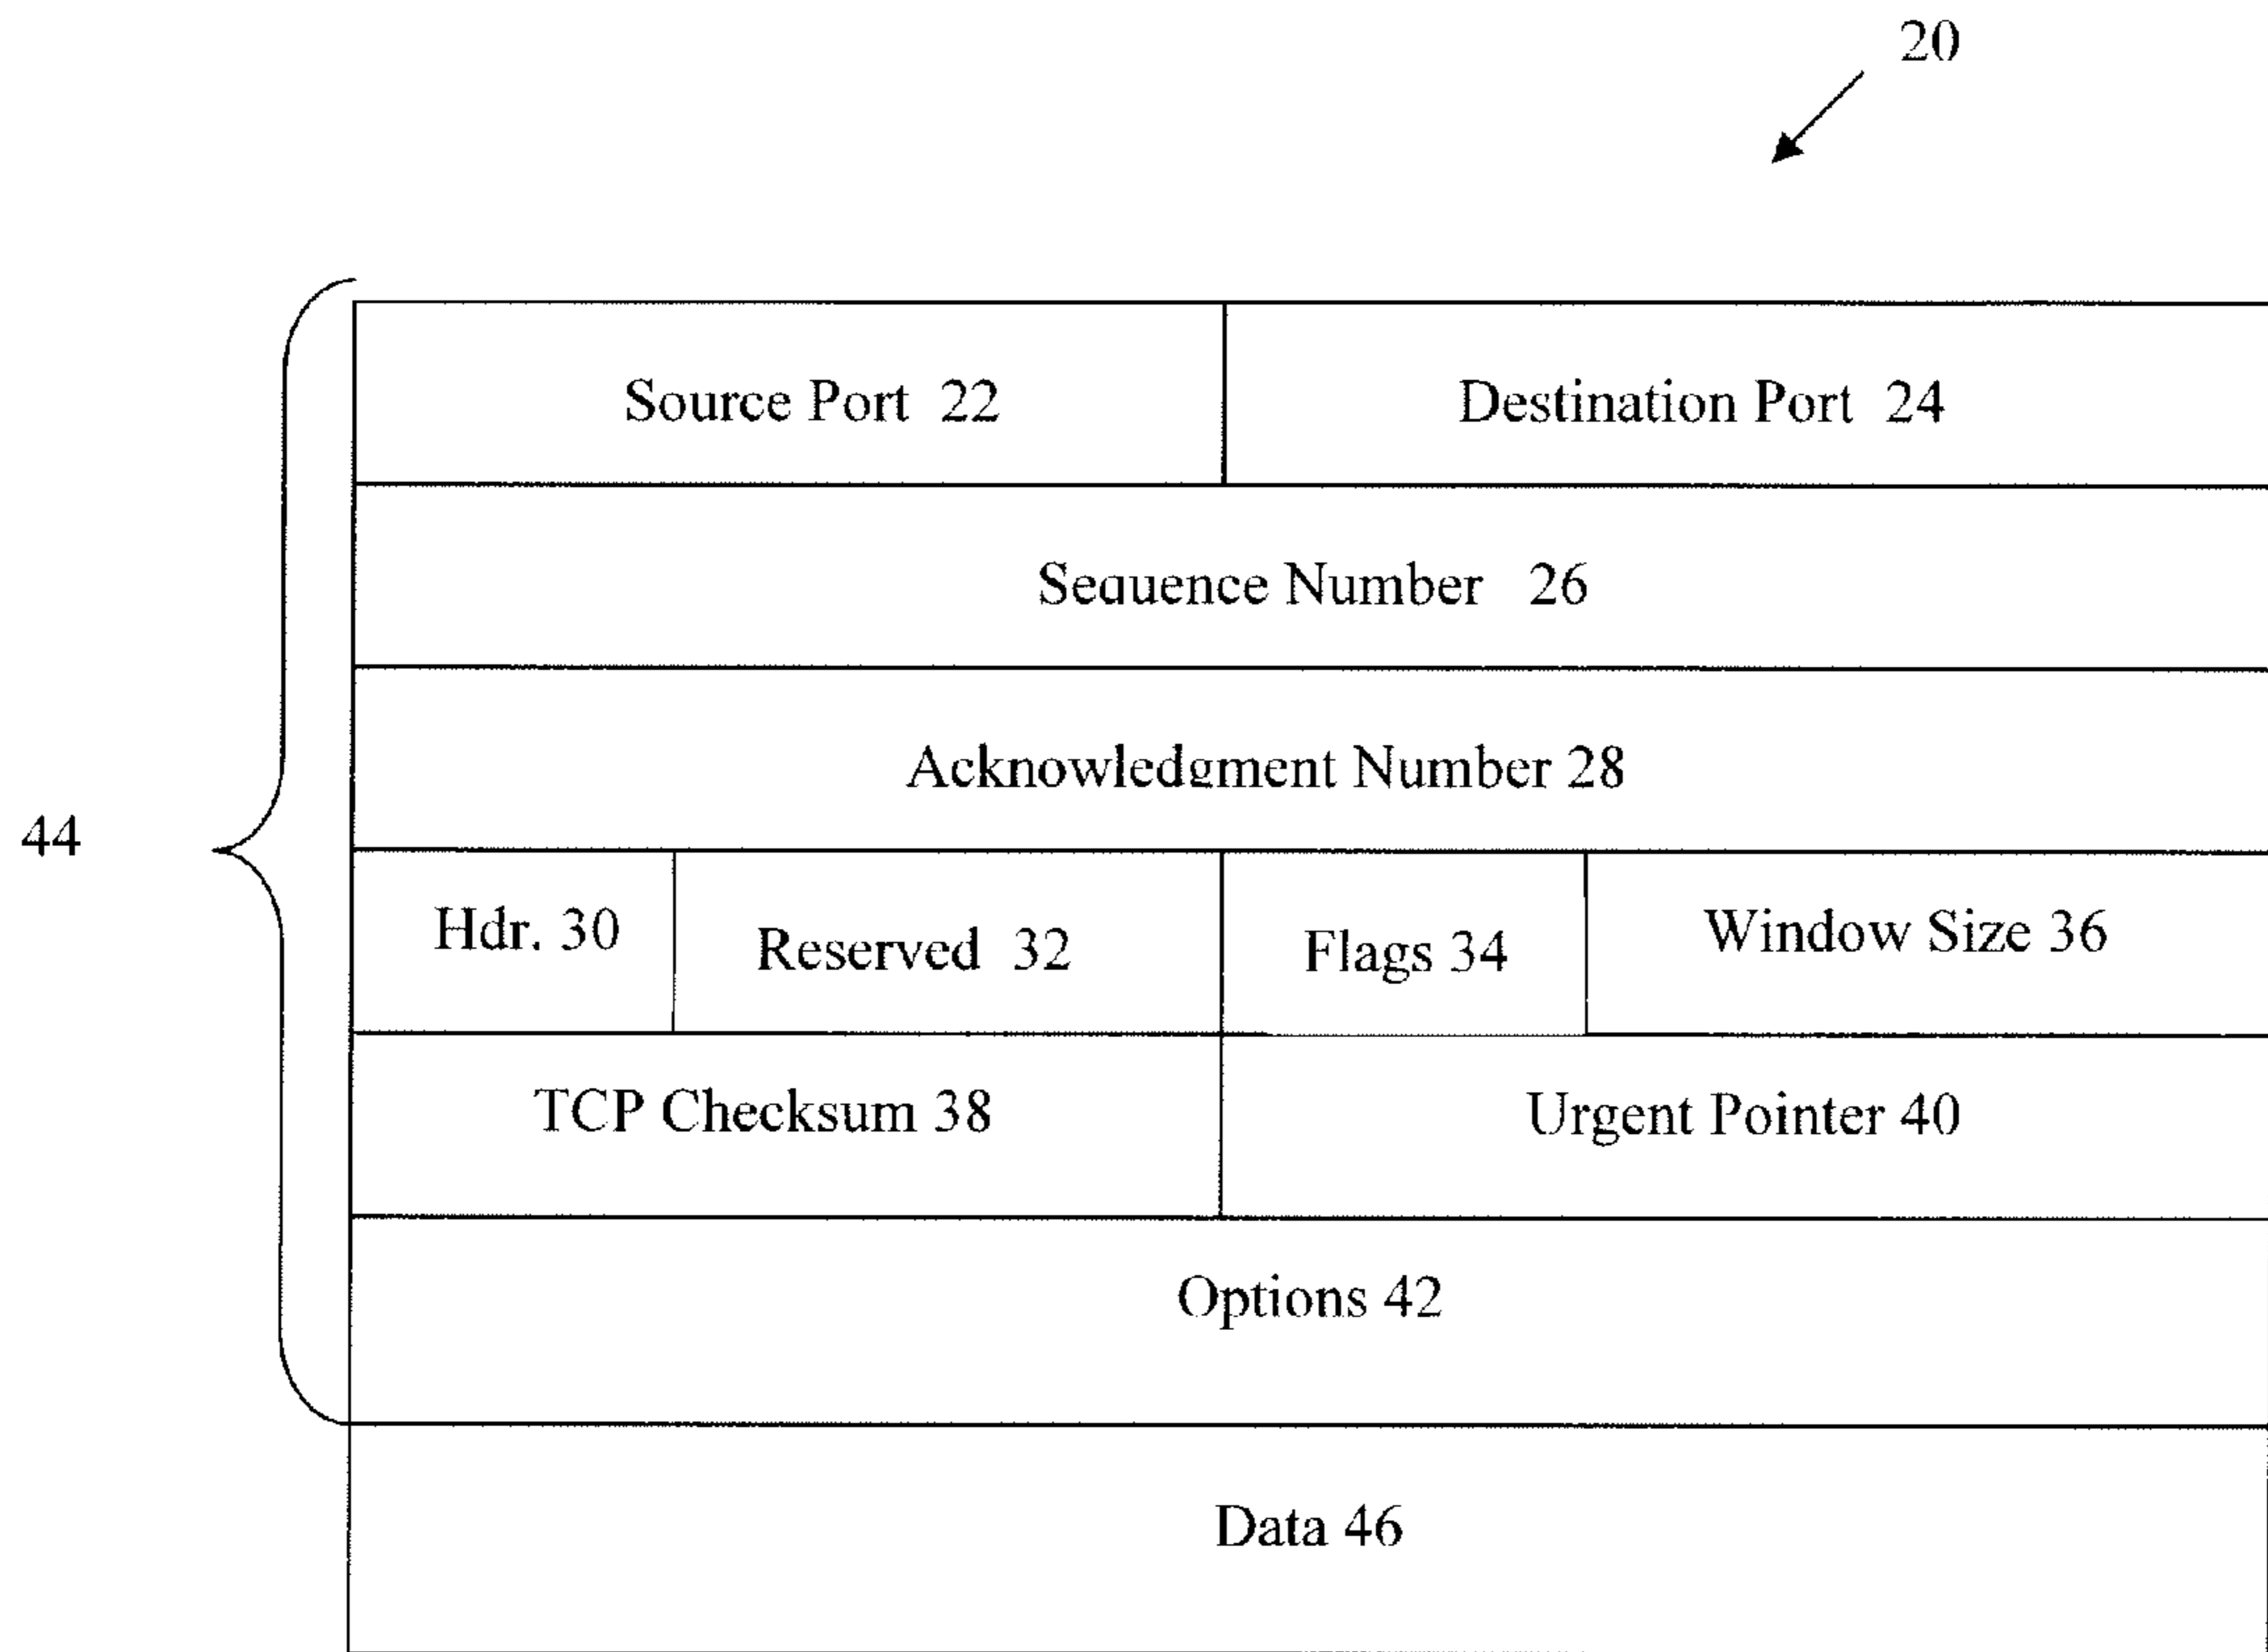 20
Source Port 22 Destination Port 24
Sequence Number 26
Acknowledgment Number 28
44
Hdr. 30 Reserved 32 Flags 34 Window Size 36
TCP Checksum 38 Urgent Pointer 40
Options 42
Data 46